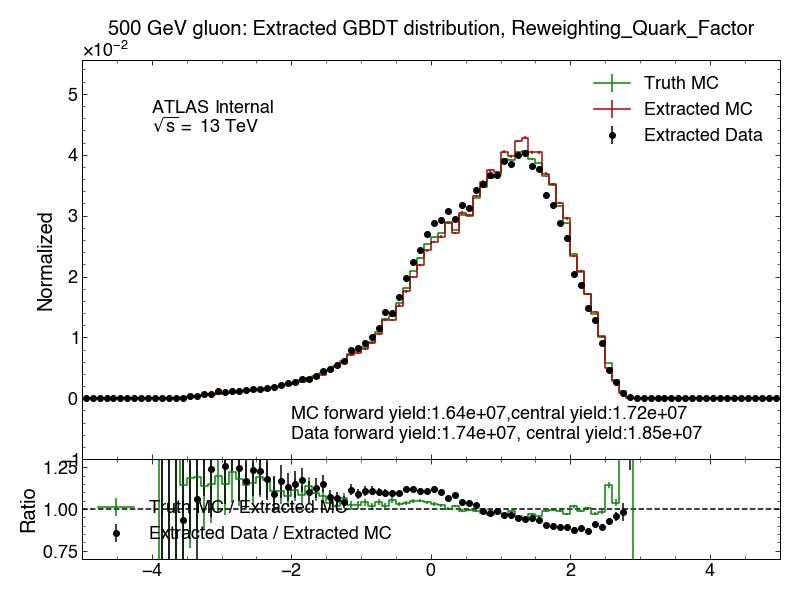 500 GeV gluon: Extracted GBDT distribution, Reweighting_Quark_Factor
×10⁻²
Truth MC
Extracted MC
Extracted Data
ATLAS Internal
√s = 13 TeV
Normalized
5
4
3
2
1
0
MC forward yield:1.64e+07,central yield:1.72e+07
Data forward yield:1.74e+07, central yield:1.85e+07
1
Ratio
1.25
1.00
0.75
Truth MC / Extracted MC
Extracted Data / Extracted MC
−4 −2 0 2 4